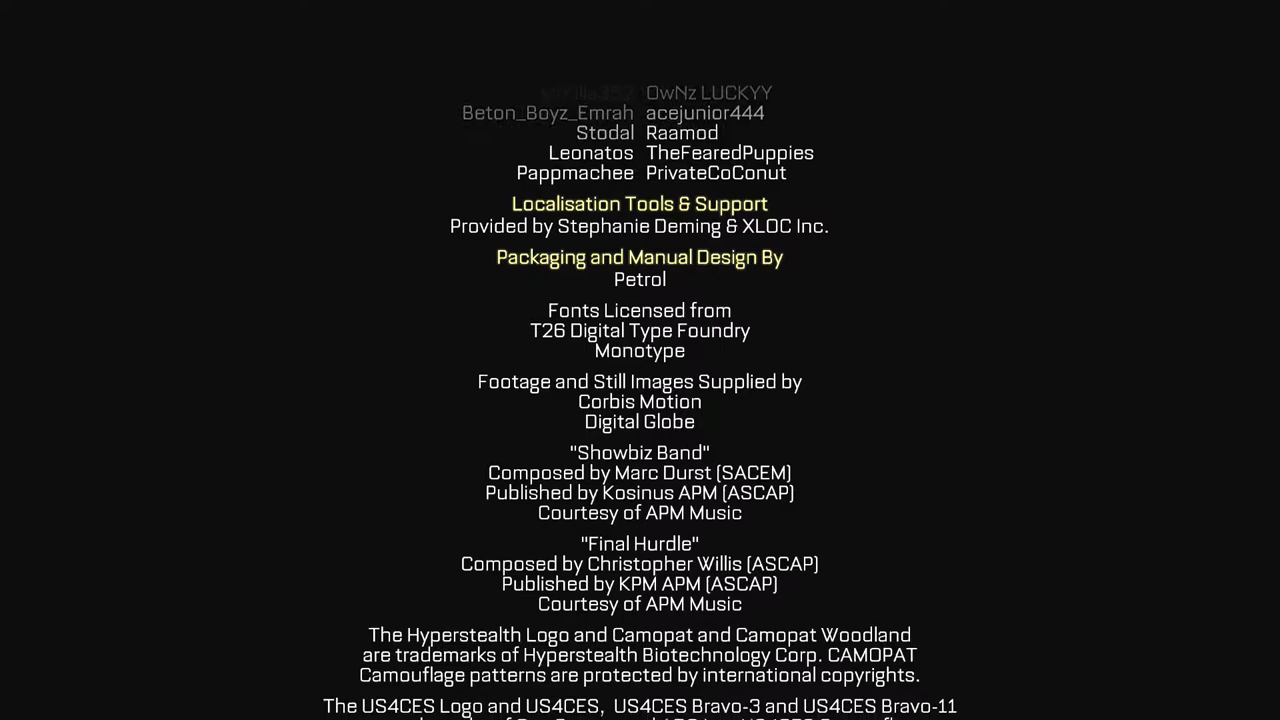 OwNz LUCKYY
Beton_Boyz_Emrah acejunior444
Stodal Raamod
Leonatos TheFearedPuppies
Pappmachee PrivateCoConut
Localisation Tools & Support
Provided by Stephanie Deming & XLOC Inc.
Packaging and Manual Design By
Petrol
Fonts Licensed from
T26 Digital Type Foundry
Monotype
Footage and Still Images Supplied by
Corbis Motion
Digital Globe
"Showbiz Band"
Composed by Marc Durst (SACEM)
Published by Kosinus APM (ASCAP)
Courtesy of APM Music
"Final Hurdle"
Composed by Christopher Willis (ASCAP)
Published by KPM APM (ASCAP)
Courtesy of APM Music
The Hyperstealth Logo and Camopat and Camopat Woodland
are trademarks of Hyperstealth Biotechnology Corp. CAMOPAT
Camouflage patterns are protected by international copyrights.
The US4CES Logo and US4CES, US4CES Bravo-3 and US4CES Bravo-11